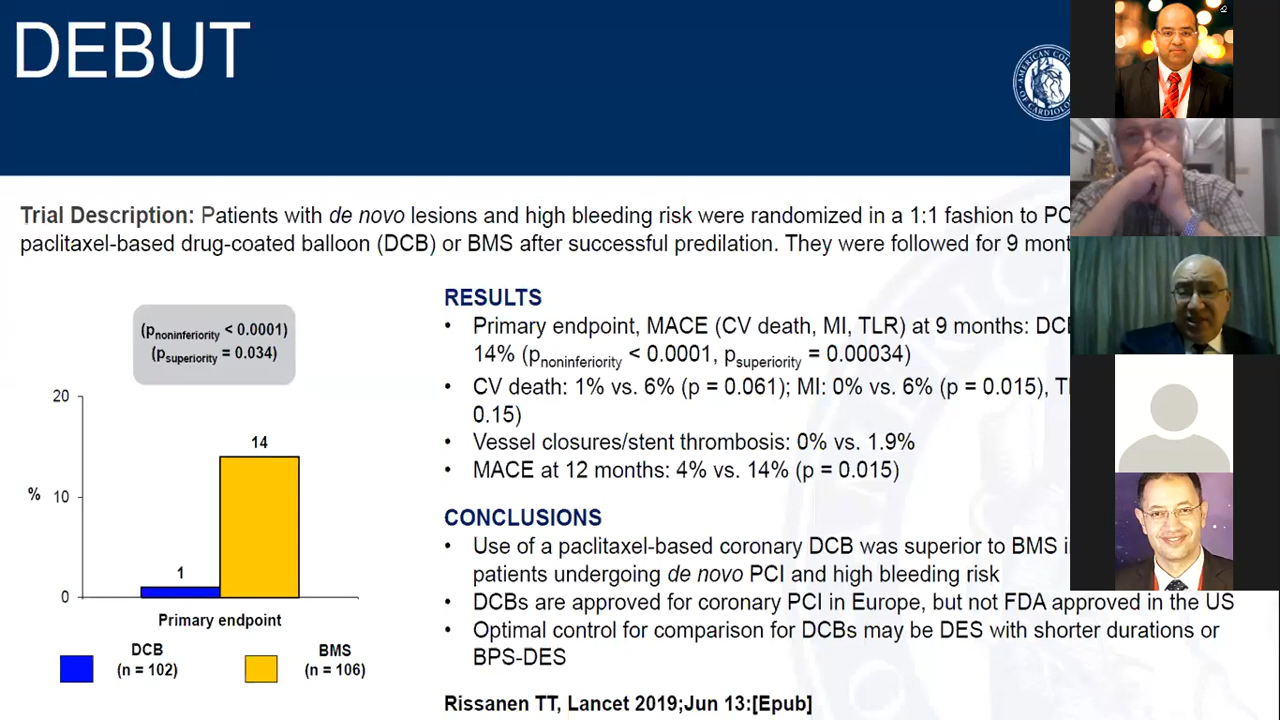 DEBUT
AMERICAN COL
OF CARDIOLO
Trial Description: Patients with de novo lesions and high bleeding risk were randomized in a 1:1 fashion to
paclitaxel-based drug-coated balloon (DCB) or BMS after successful predilation. They were followed for 9
(pnoninferiority < 0.0001)
(psuperiority = 0.034)
20
14
% 10
1
0
Primary endpoint
DCB
(n = 102)
BMS
(n = 106)
RESULTS
• Primary endpoint, MACE (CV death, MI, TLR) at 9 months:
14% (pnoninferiority < 0.0001, psuperiority = 0.00034)
• CV death: 1% vs. 6% (p = 0.061); MI: 0% vs. 6% (p = 0.015),
0.15)
• Vessel closures/stent thrombosis: 0% vs. 1.9%
• MACE at 12 months: 4% vs. 14% (p = 0.015)
CONCLUSIONS
• Use of a paclitaxel-based coronary DCB was superior to BMS
patients undergoing de novo PCI and high bleeding risk
• DCBs are approved for coronary PCI in Europe, but not FDA approved in the US
• Optimal control for comparison for DCBs may be DES with shorter durations or
BPS-DES
Rissanen TT, Lancet 2019;Jun 13:[Epub]